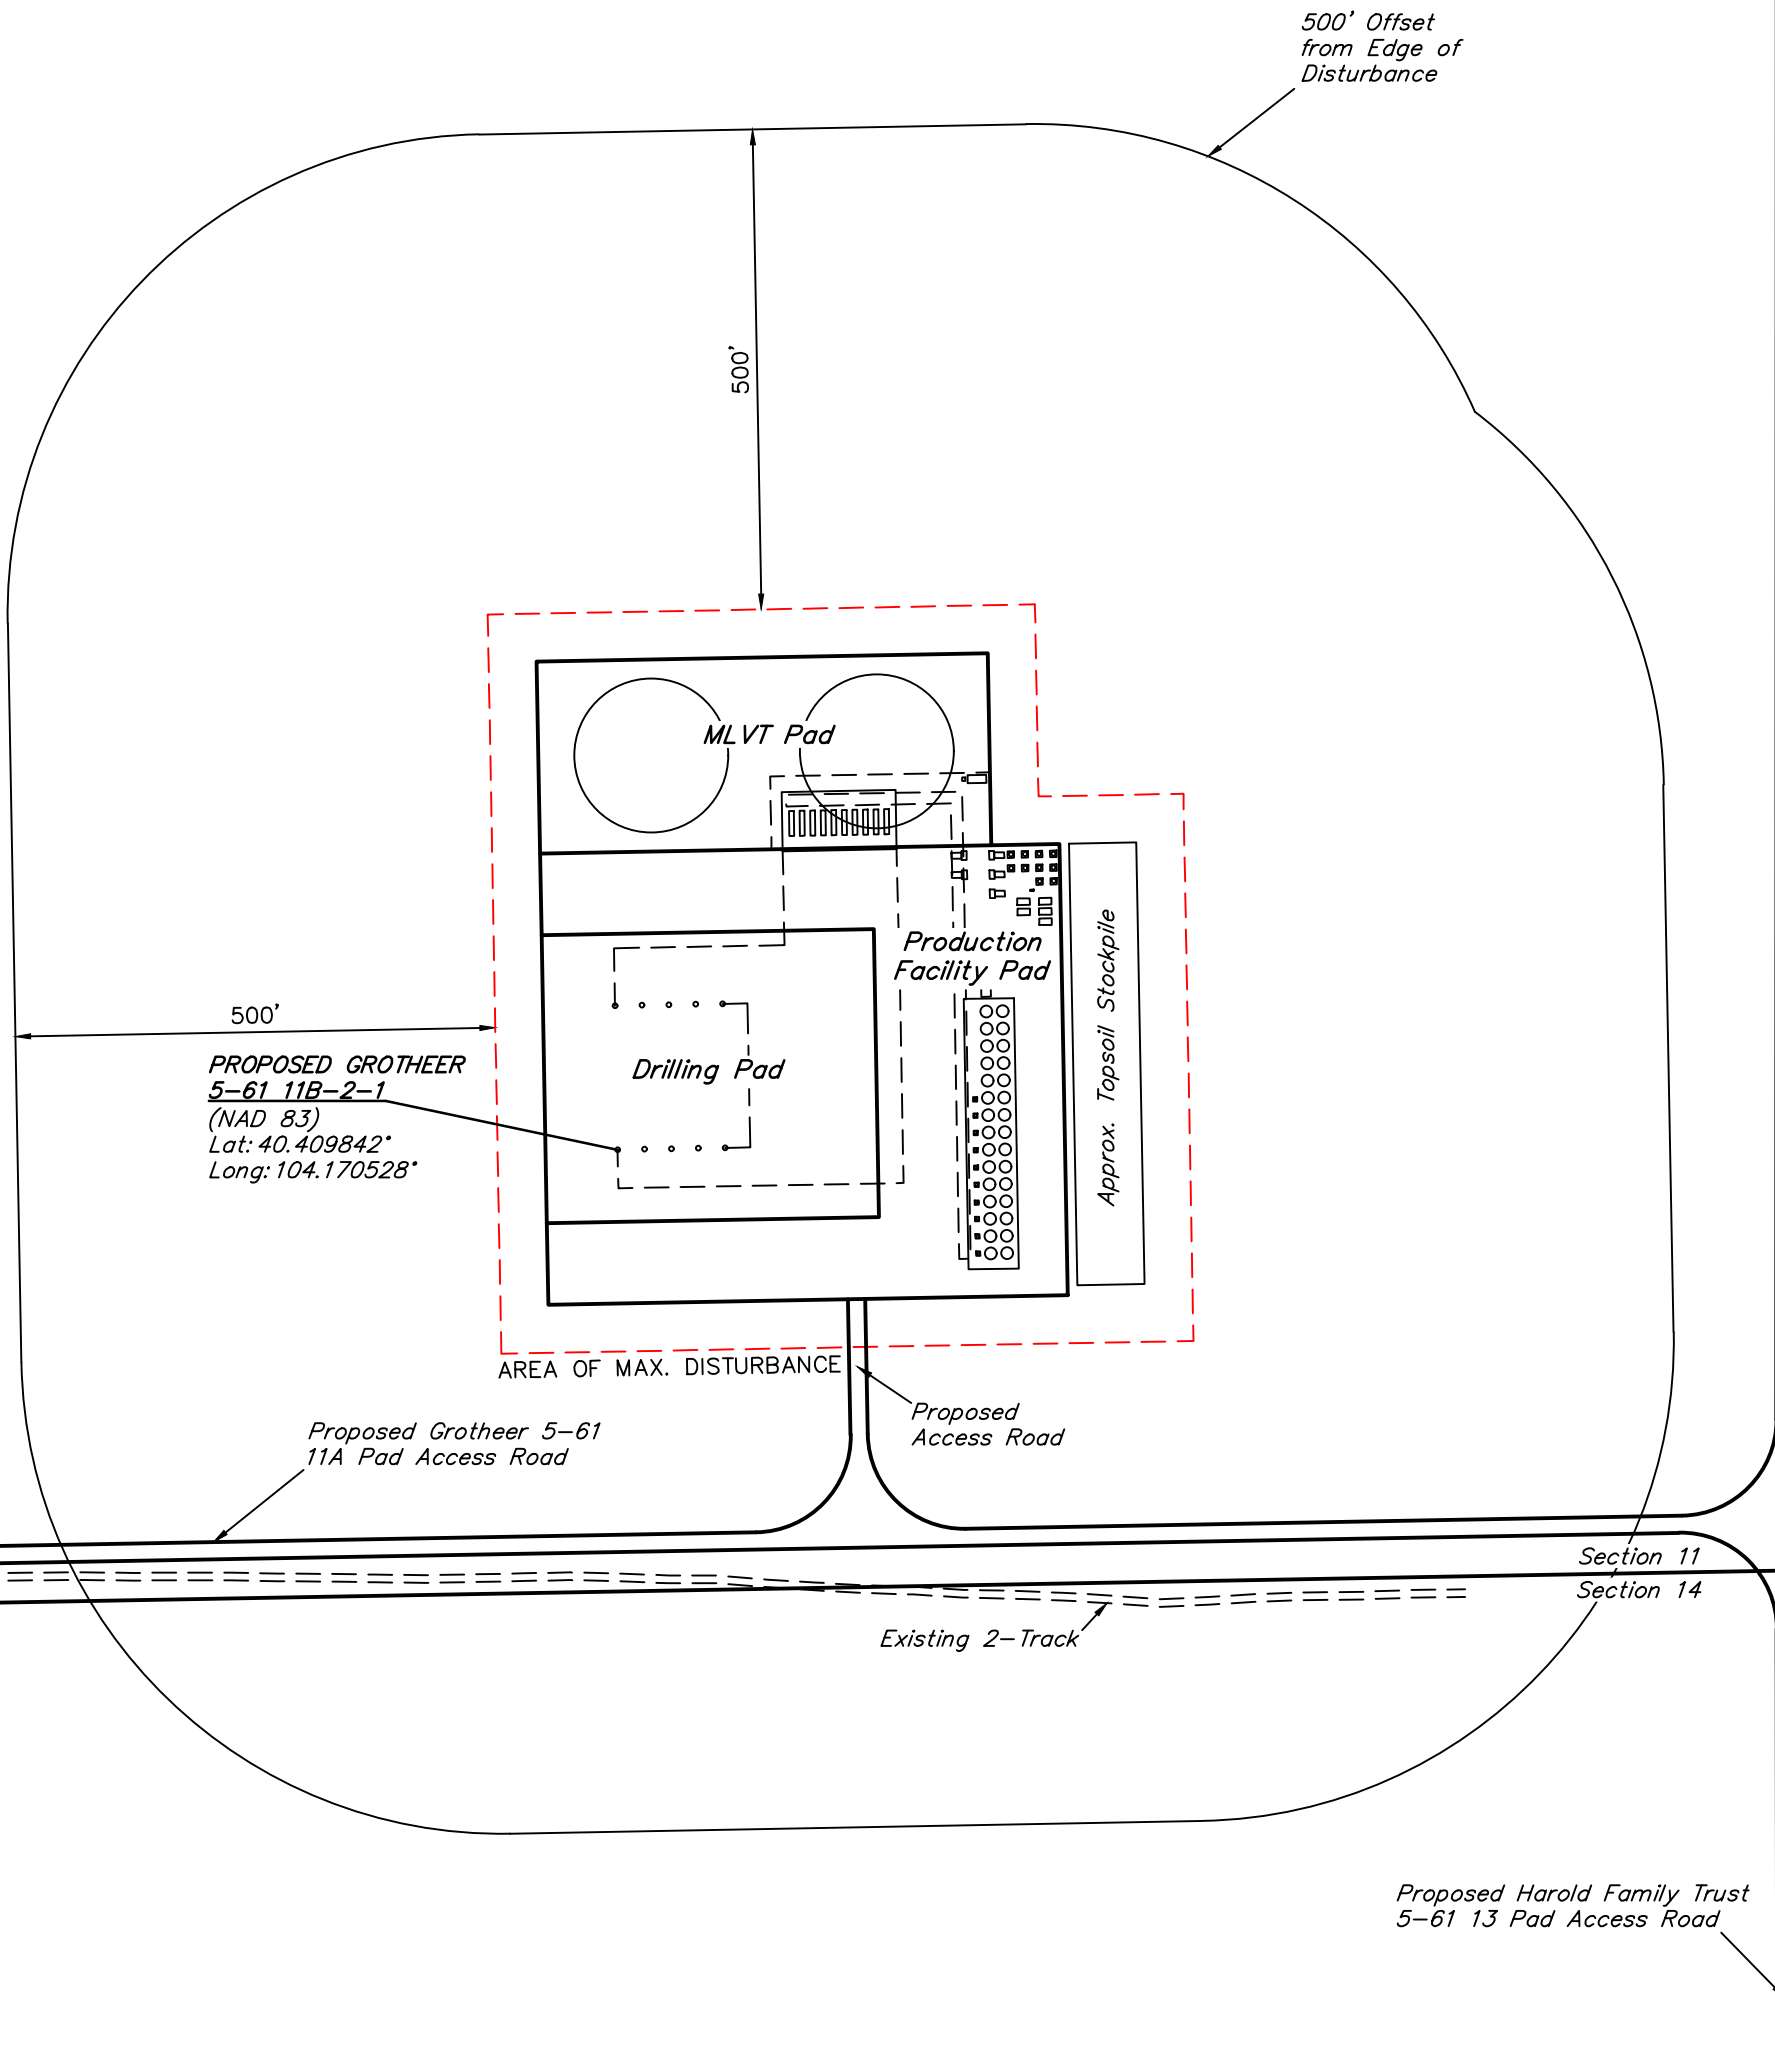 500' Offset
from Edge of
Disturbance
500'
MLVT Pad
Production
Facility Pad
Approx. Topsoil Stockpile
500'
Drilling Pad
PROPOSED GROTHEER
5-61 11B-2-1
(NAD 83)
Lat: 40.409842°
Long: 104.170528°
AREA OF MAX. DISTURBANCE
Proposed
Access Road
Proposed Grotheer 5-61
11A Pad Access Road
Section 11
Section 14
Existing 2-Track
Proposed Harold Family Trust
5-61 13 Pad Access Road